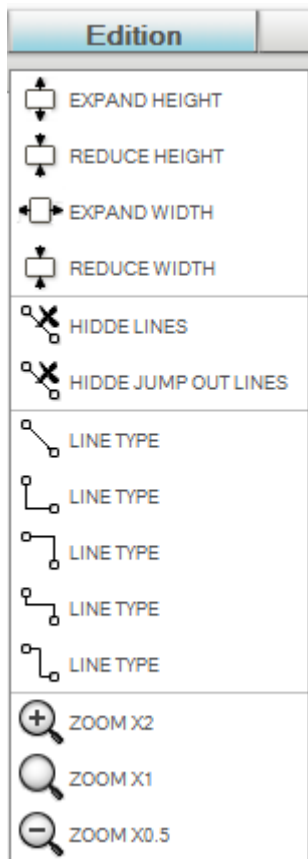 Edition
EXPAND HEIGHT
REDUCE HEIGHT
EXPAND WIDTH
REDUCE WIDTH
HIDDE LINES
HIDDE JUMP OUT LINES
LINE TYPE
LINE TYPE
LINE TYPE
LINE TYPE
LINE TYPE
ZOOM X2
ZOOM X1
ZOOM X0.5